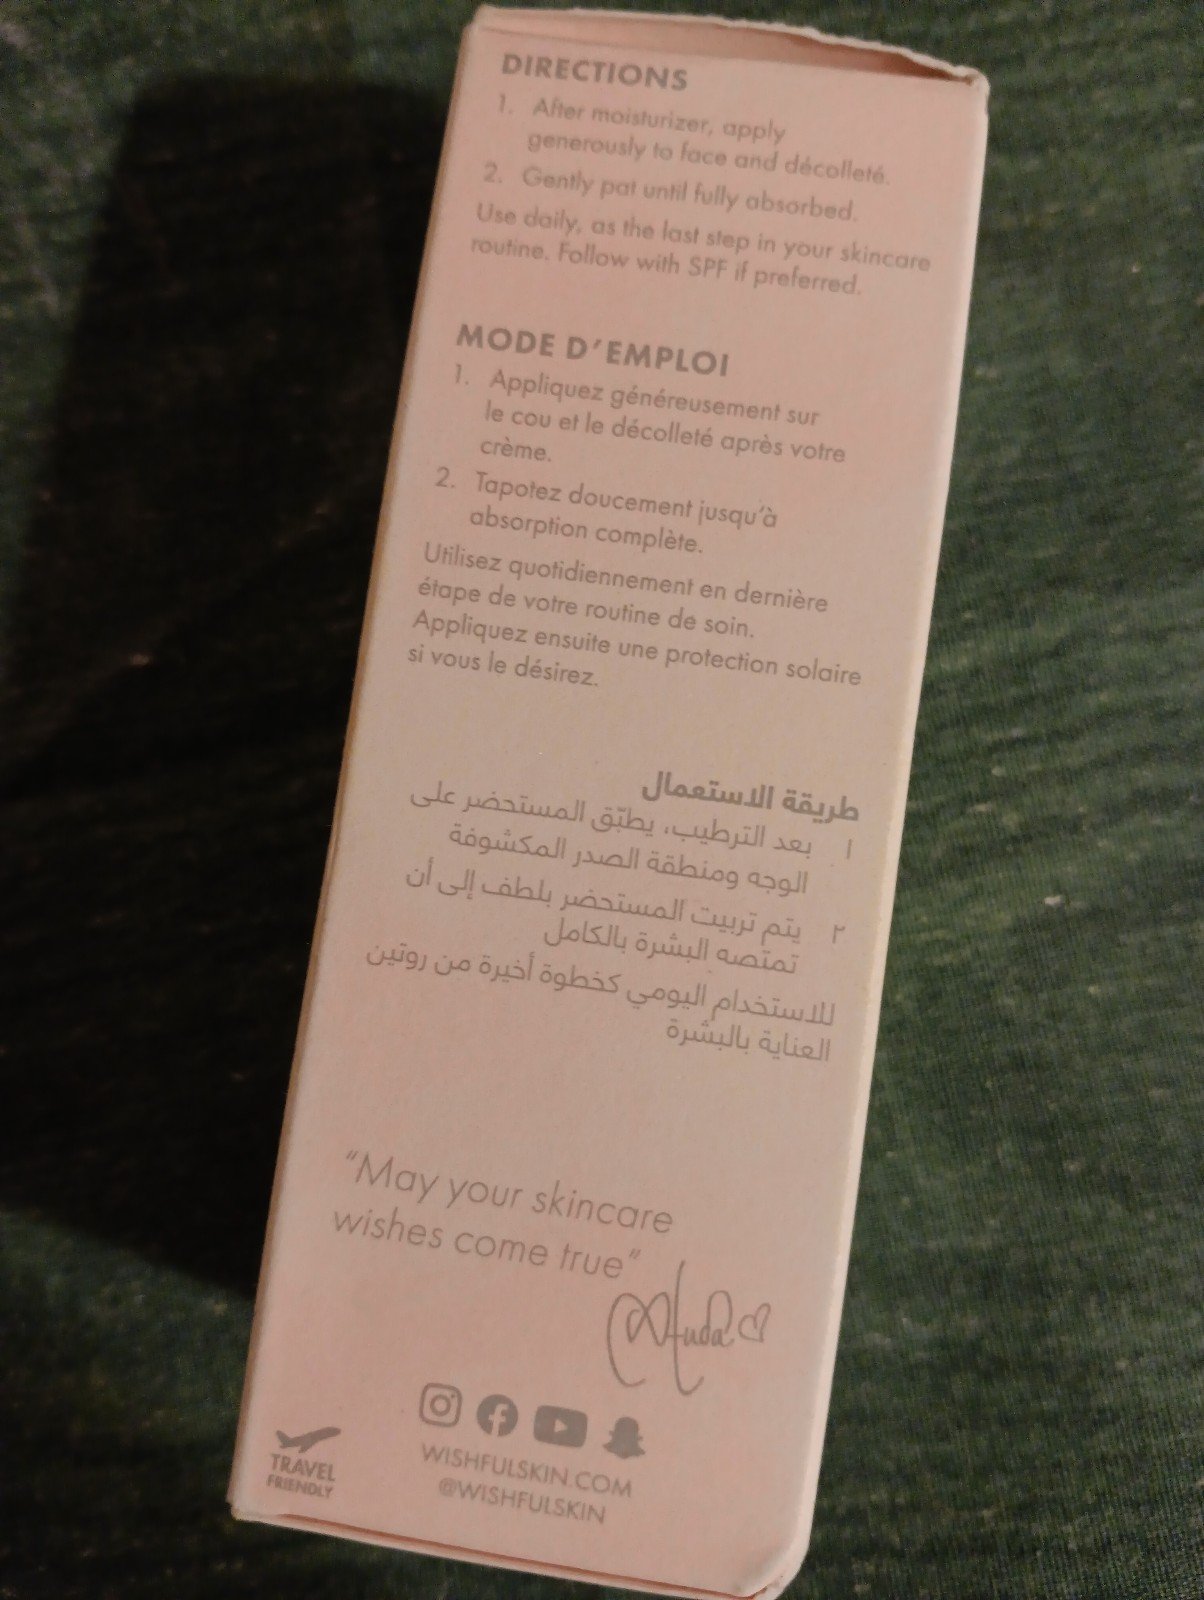 DIRECTIONS
1. After moisturizer, apply
generously to face and décolleté.
2. Gently pat until fully absorbed.
Use daily, as the last step in your skincare
routine. Follow with SPF if preferred.
MODE D'EMPLOI
1. Appliquez généreusement sur
le cou et le décolleté après votre
crème.
2. Tapotez doucement jusqu'à
absorption complète.
Utilisez quotidiennement en dernière
étape de votre routine de soin.
Appliquez ensuite une protection solaire
si vous le désirez.
طريقة الاستعمال
١ بعد الترطيب، يطبّق المستحضر على
الوجه ومنطقة الصدر المكشوفة
٢ يتم تربيت المستحضر بلطف إلى أن
تمتصه البشرة بالكامل
للاستخدام اليومي كخطوة أخيرة من روتين
العناية بالبشرة
"May your skincare
wishes come true"
Huda
TRAVEL
FRIENDLY
WISHFULSKIN.COM
@WISHFULSKIN